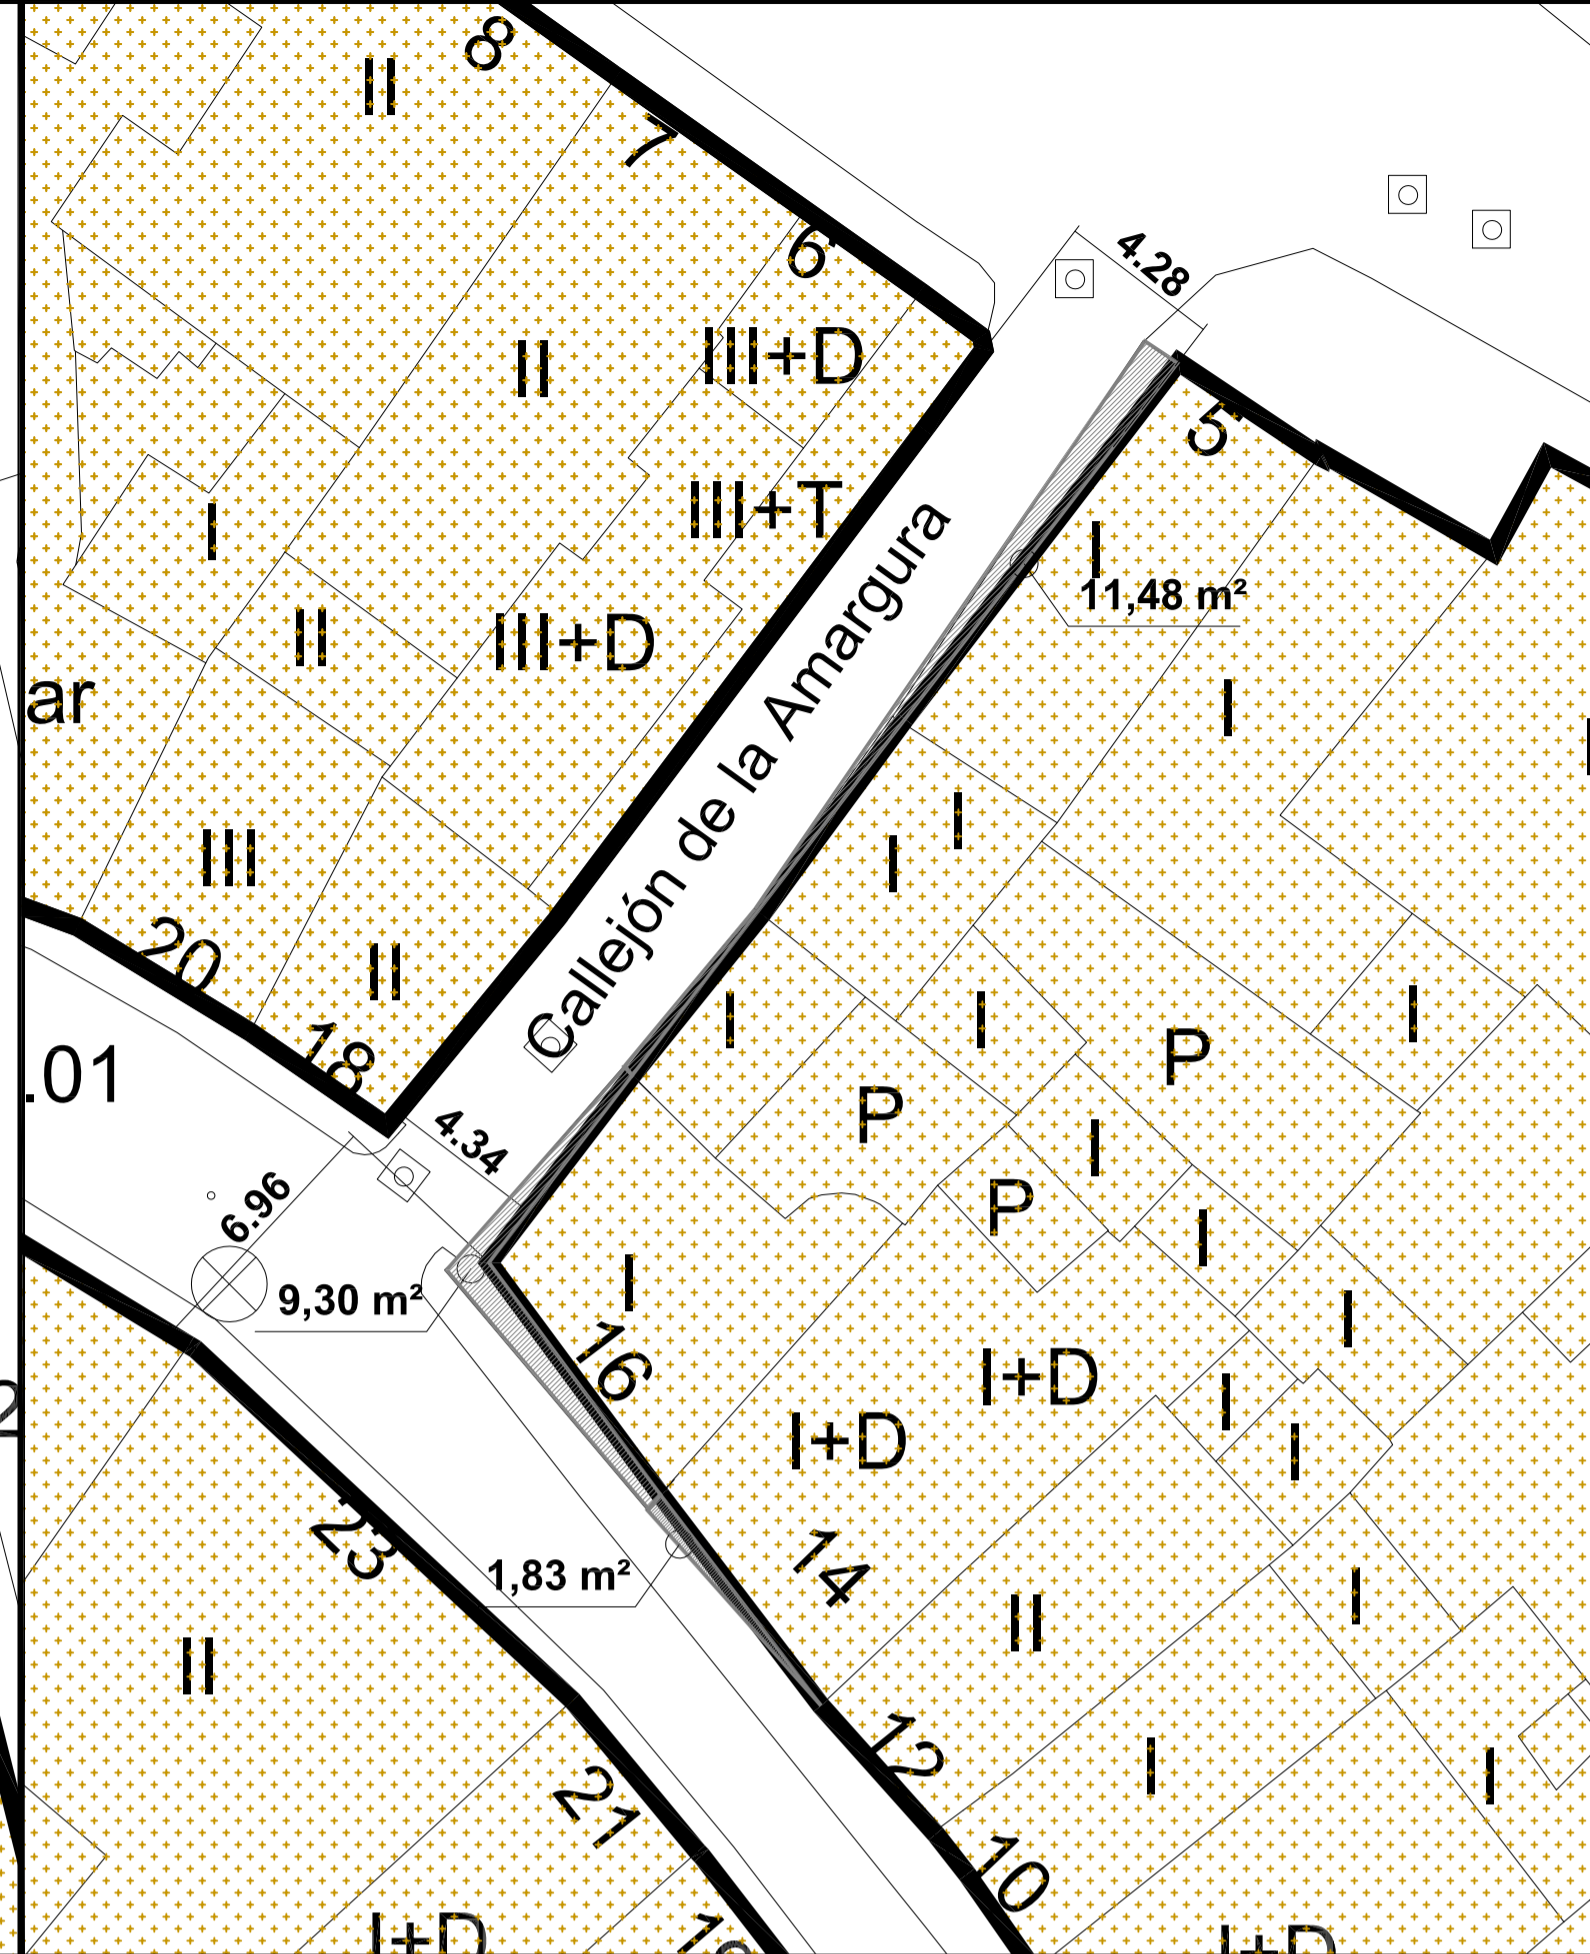 8
II
7
6
4.28
III+D
II
5
III+T
I
I
11,48 m²
II
III+D
ar
I
Callejón de la Amargura
I
I
III
20
II
I
I
I
18
.01
P
P
4.34
I
P
6.96
I
I
9,30 m²
I
16
I+D
I
I+D
I
23
1,83 m²
14
I
II
II
12
I
I
21
10
I+D
I+D